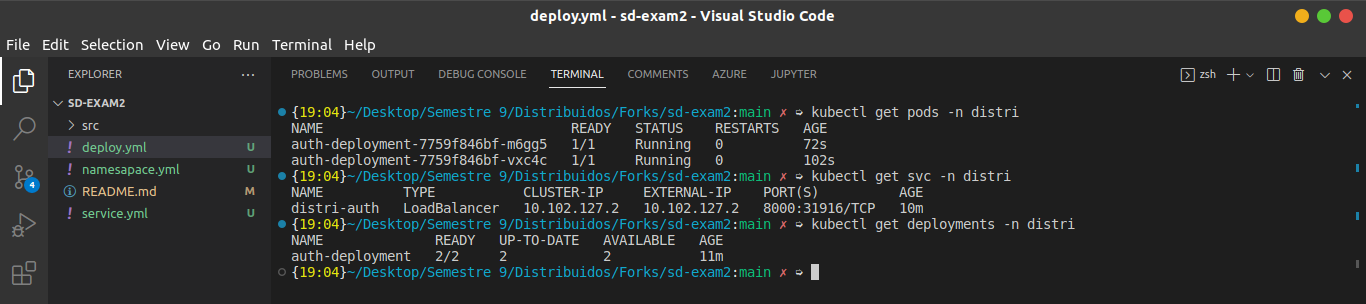 deploy.yml - sd-exam2 - Visual Studio Code
File Edit Selection View Go Run Terminal Help
EXPLORER ···
SD-EXAM2
src
! deploy.yml U
! namesapace.yml U
README.md M
! service.yml U
4
PROBLEMS OUTPUT DEBUG CONSOLE TERMINAL COMMENTS AZURE JUPYTER zsh
{19:04}~/Desktop/Semestre 9/Distribuidos/Forks/sd-exam2:main ✗ ➭ kubectl get pods -n distri
NAME READY STATUS RESTARTS AGE
auth-deployment-7759f846bf-m6gg5 1/1 Running 0 72s
auth-deployment-7759f846bf-vxc4c 1/1 Running 0 102s
{19:04}~/Desktop/Semestre 9/Distribuidos/Forks/sd-exam2:main ✗ ➭ kubectl get svc -n distri
NAME TYPE CLUSTER-IP EXTERNAL-IP PORT(S) AGE
distri-auth LoadBalancer 10.102.127.2 10.102.127.2 8000:31916/TCP 10m
{19:04}~/Desktop/Semestre 9/Distribuidos/Forks/sd-exam2:main ✗ ➭ kubectl get deployments -n distri
NAME READY UP-TO-DATE AVAILABLE AGE
auth-deployment 2/2 2 2 11m
{19:04}~/Desktop/Semestre 9/Distribuidos/Forks/sd-exam2:main ✗ ➭